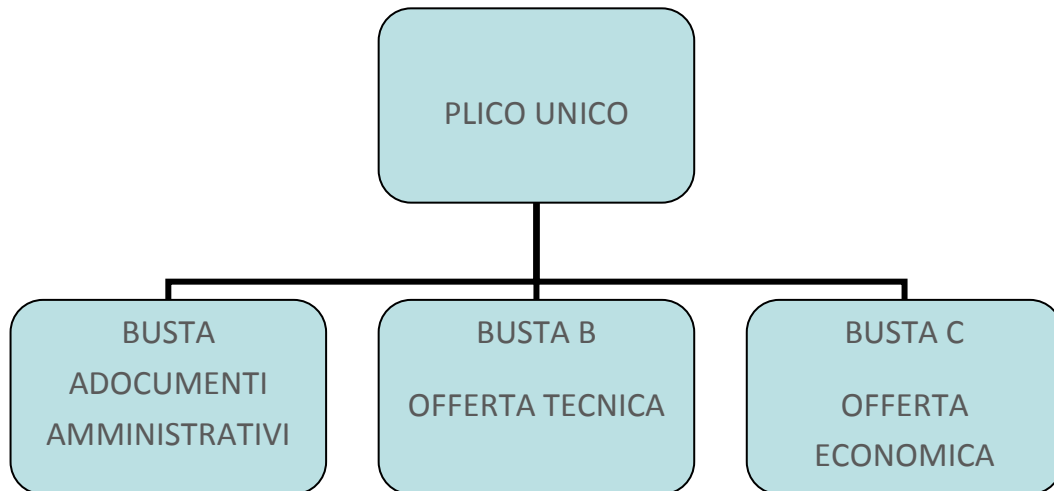 PLICO UNICO
BUSTA
ADOCUMENTI
AMMINISTRATIVI
BUSTA B
OFFERTA TECNICA
BUSTA C
OFFERTA
ECONOMICA